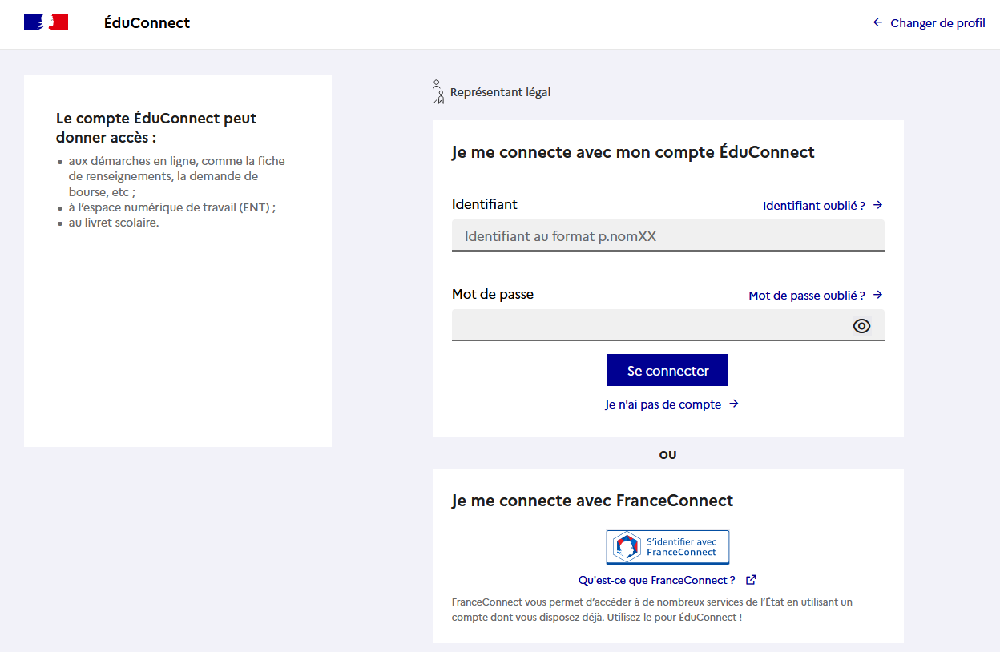 ÉduConnect
Changer de profil
Le compte ÉduConnect peut
donner accès :
aux démarches en ligne, comme la fiche
de renseignements, la demande de
bourse, etc ;
à l’espace numérique de travail (ENT) ;
au livret scolaire.
Représentant légal
Je me connecte avec mon compte ÉduConnect
Identifiant
Identifiant oublié ?
Identifiant au format p.nomXX
Mot de passe
Mot de passe oublié ?
Se connecter
Je n'ai pas de compte
OU
Je me connecte avec FranceConnect
S’identifier avec
FranceConnect
Qu'est-ce que FranceConnect ?
FranceConnect vous permet d’accéder à de nombreux services de l’État en utilisant un
compte dont vous disposez déjà. Utilisez-le pour ÉduConnect !